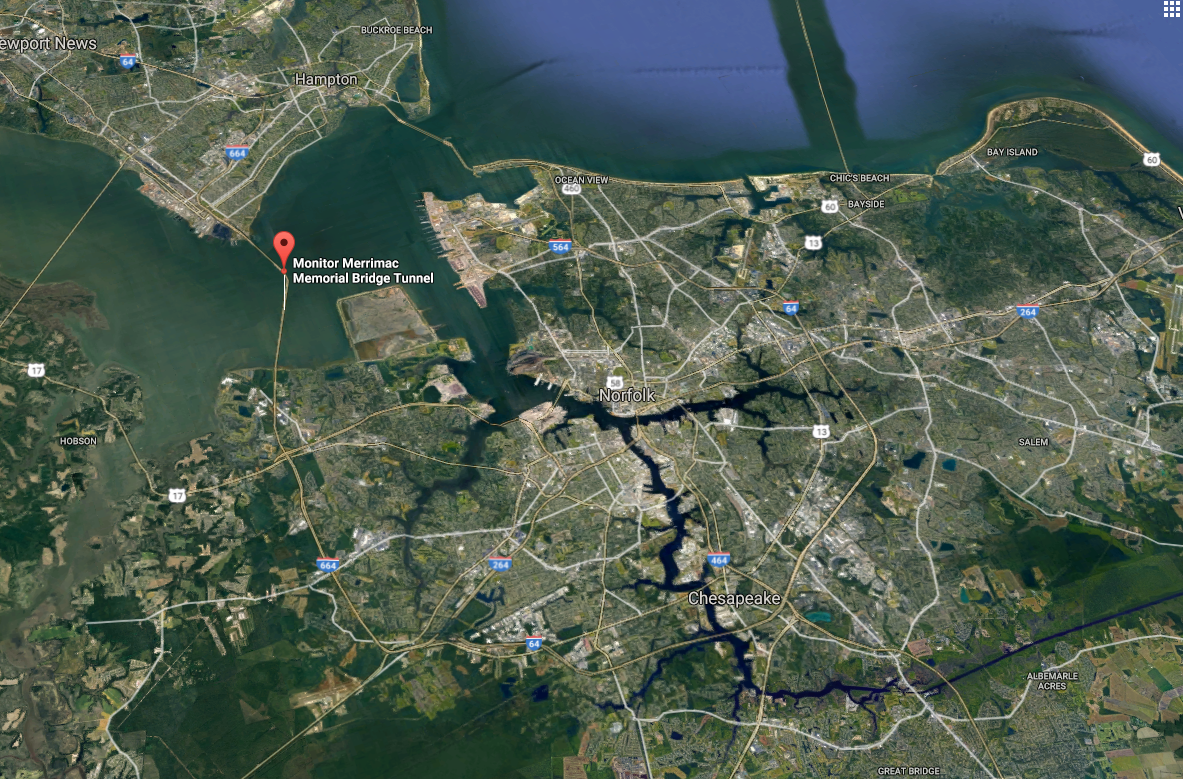 BUCKROE BEACH
ewport News
64
Hampton
664
BAY ISLAND
60
OCEAN VIEW
460
CHIC'S BEACH
60
BAYSIDE
13
564
Monitor Merrimac
Memorial Bridge Tunnel
64
264
17
58
Norfolk
13
HOBSON
SALEM
17
664
264
464
Chesapeake
64
ALBEMARLE
ACRES
GREAT BRIDGE